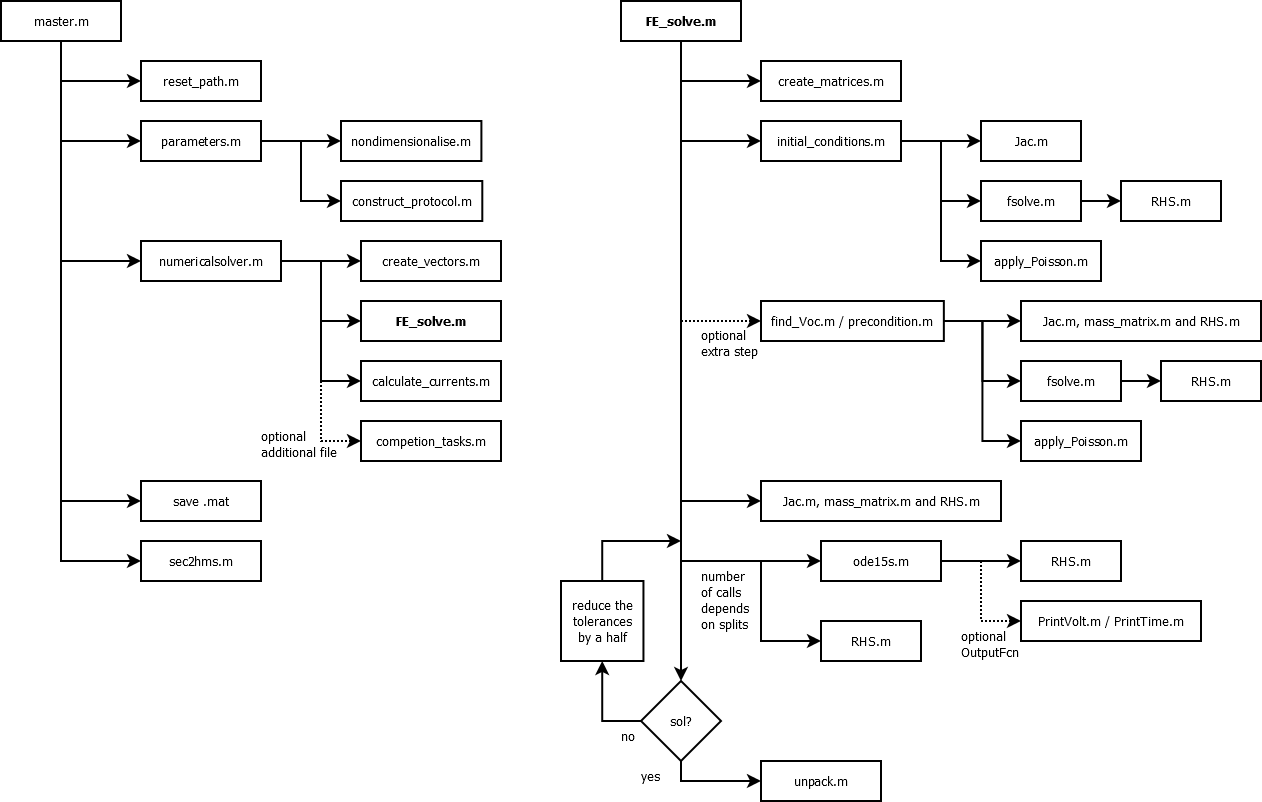 master.m
reset_path.m
parameters.m
nondimensionalise.m
construct_protocol.m
numericalsolver.m
create_vectors.m
FE_solve.m
calculate_currents.m
optional
additional file
competion_tasks.m
save .mat
sec2hms.m
FE_solve.m
create_matrices.m
initial_conditions.m
Jac.m
fsolve.m
RHS.m
apply_Poisson.m
optional
extra step
find_Voc.m / precondition.m
Jac.m, mass_matrix.m and RHS.m
fsolve.m
RHS.m
apply_Poisson.m
Jac.m, mass_matrix.m and RHS.m
number
of calls
depends
on splits
ode15s.m
RHS.m
optional
OutputFcn
PrintVolt.m / PrintTime.m
RHS.m
reduce the
tolerances
by a half
sol?
no
yes
unpack.m